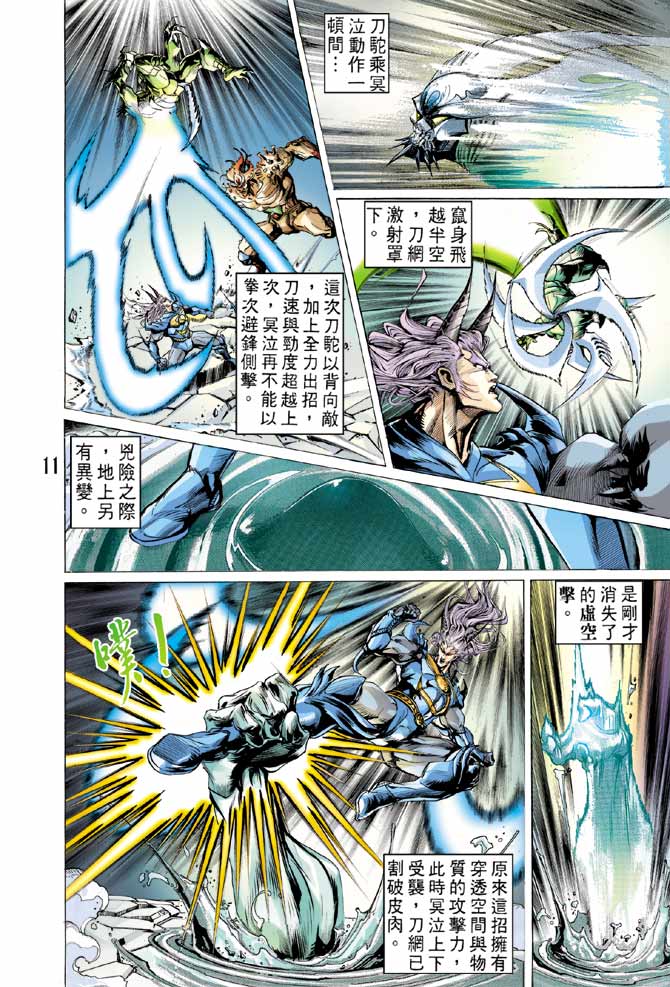 刀駝乘冥
泣動作一
頓間…
竄身飛
越半空
，刀網
激射罩
下。
這次刀駝以背向敵
，加上全力出招，
刀速與勁度超越上
次，冥泣再不能以
拳次避鋒側擊。
兇險之際
，地上另
有異變。
11
是剛才
消失了
的虛空
擊。
噗！
原來這招擁有
穿透空間與物
質的攻擊力，
此時冥泣上下
受襲，刀網已
割破皮肉。